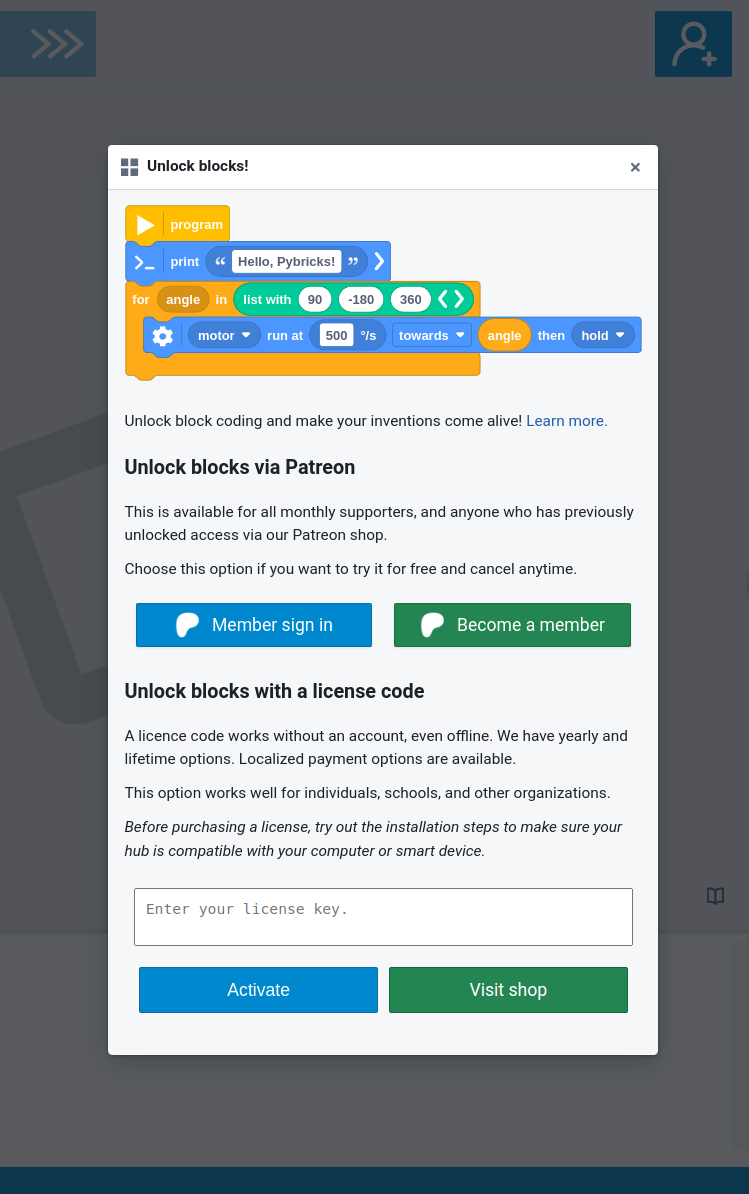 Unlock blocks!
×
program
print “ Hello, Pybricks! ”
for angle in list with 90 -180 360
motor run at 500 °/s towards angle then hold
Unlock block coding and make your inventions come alive! Learn more.
Unlock blocks via Patreon
This is available for all monthly supporters, and anyone who has previously
unlocked access via our Patreon shop.
Choose this option if you want to try it for free and cancel anytime.
Member sign in Become a member
Unlock blocks with a license code
A licence code works without an account, even offline. We have yearly and
lifetime options. Localized payment options are available.
This option works well for individuals, schools, and other organizations.
Before purchasing a license, try out the installation steps to make sure your
hub is compatible with your computer or smart device.
Enter your license key.
Activate Visit shop